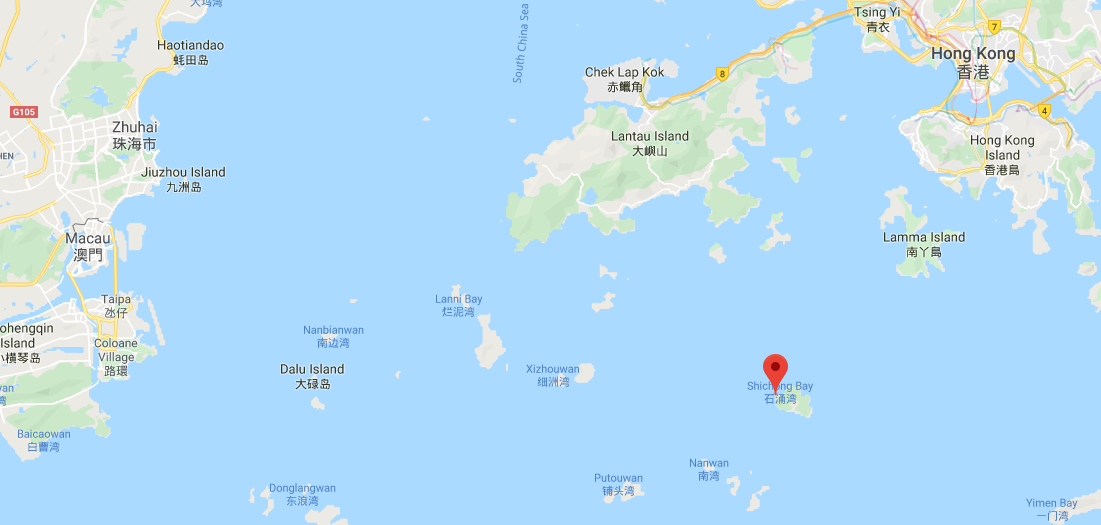 大坞湾
Tsing Yi
青衣
South China Sea
7
Haotiandao
蚝田岛
Hong Kong
香港
Chek Lap Kok
赤鱲角
8
G105
4
Zhuhai
珠海市
Lantau Island
大嶼山
Hong Kong
Island
香港島
HEN
Jiuzhou Island
九洲岛
Macau
澳門
Lamma Island
南丫島
Taipa
氹仔
Lanni Bay
烂泥湾
ohengqin
Island
小横琴岛
Nanbianwan
南边湾
Coloane
Village
路環
Dalu Island
大碌岛
Xizhouwan
细洲湾
Shichong Bay
石涌湾
wan
湾
Baicaowan
白曹湾
Nanwan
南湾
Putouwan
铺头湾
Donglangwan
东浪湾
Yimen Bay
一门湾